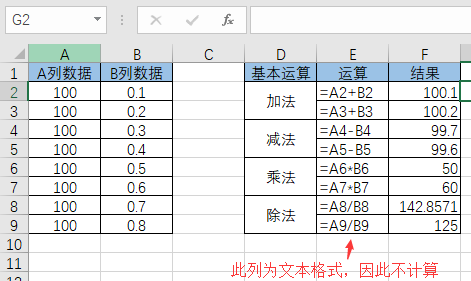 G2
fx
A B C D E F
1 A列数据 B列数据 基本运算 运算 结果
2 100 0.1 加法 =A2+B2 100.1
3 100 0.2 =A3+B3 100.2
4 100 0.3 减法 =A4-B4 99.7
5 100 0.4 =A5-B5 99.6
6 100 0.5 乘法 =A6*B6 50
7 100 0.6 =A7*B7 60
8 100 0.7 除法 =A8/B8 142.8571
9 100 0.8 =A9/B9 125
10
11 此列为文本格式，因此不计算